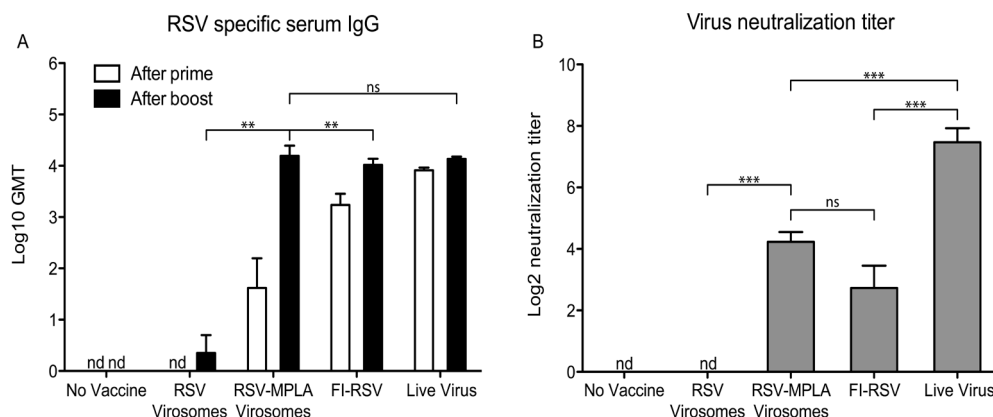 RSV specific serum IgG
A
After prime
After boost
ns
** **
Log10 GMT
6
5
4
3
2
1
0
nd nd nd
No Vaccine RSV Virosomes RSV-MPLA Virosomes FI-RSV Live Virus
Virus neutralization titer
B
***
***
***
ns
Log2 neutralization titer
10
8
6
4
2
0
nd nd
No Vaccine RSV Virosomes RSV-MPLA Virosomes FI-RSV Live Virus